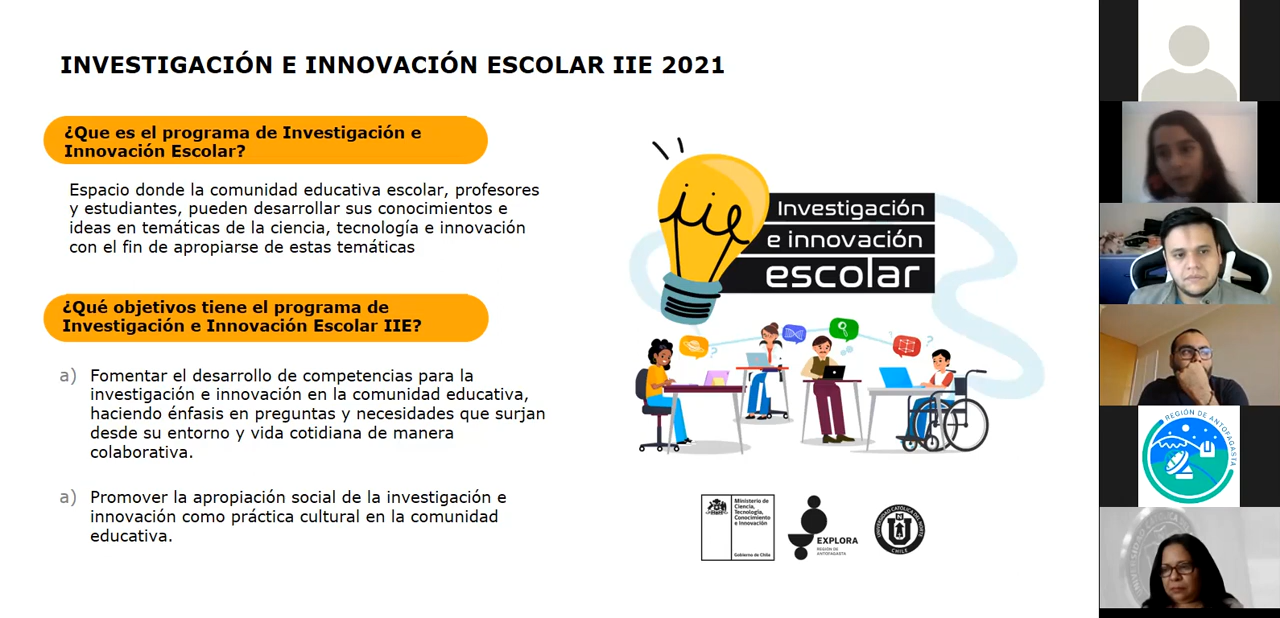 INVESTIGACIÓN E INNOVACIÓN ESCOLAR IIE 2021
¿Que es el programa de Investigación e
Innovación Escolar?
Espacio donde la comunidad educativa escolar, profesores
y estudiantes, pueden desarrollar sus conocimientos e
ideas en temáticas de la ciencia, tecnología e innovación
con el fin de apropiarse de estas temáticas
¿Qué objetivos tiene el programa de
Investigación e Innovación Escolar IIE?
a) Fomentar el desarrollo de competencias para la
investigación e innovación en la comunidad educativa,
haciendo énfasis en preguntas y necesidades que surjan
desde su entorno y vida cotidiana de manera
colaborativa.
a) Promover la apropiación social de la investigación e
innovación como práctica cultural en la comunidad
educativa.
iie
Investigación
e innovación
escolar
?
?
Ministerio de
Ciencia,
Tecnología,
Conocimiento
e Innovación
Gobierno de Chile
EXPLORA
REGIÓN DE
ANTOFAGASTA
UNIVERSIDAD CATÓLICA DEL NORTE
CHILE
REGIÓN DE ANTOFAGASTA